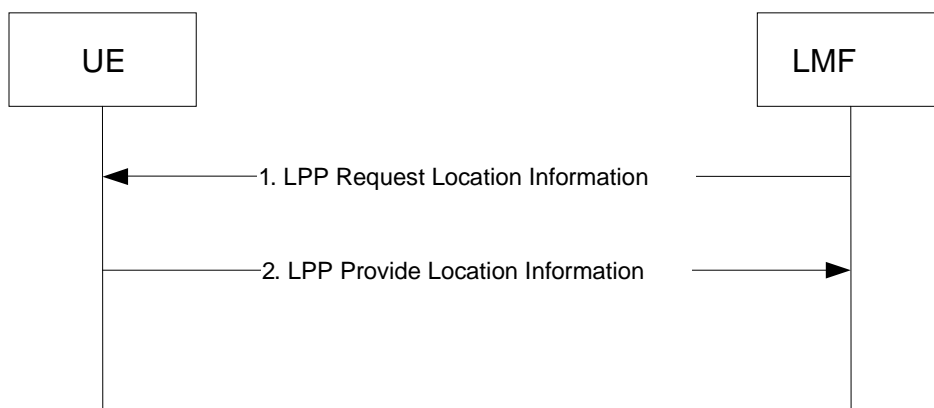 UE
LMF
1. LPP Request Location Information
2. LPP Provide Location Information